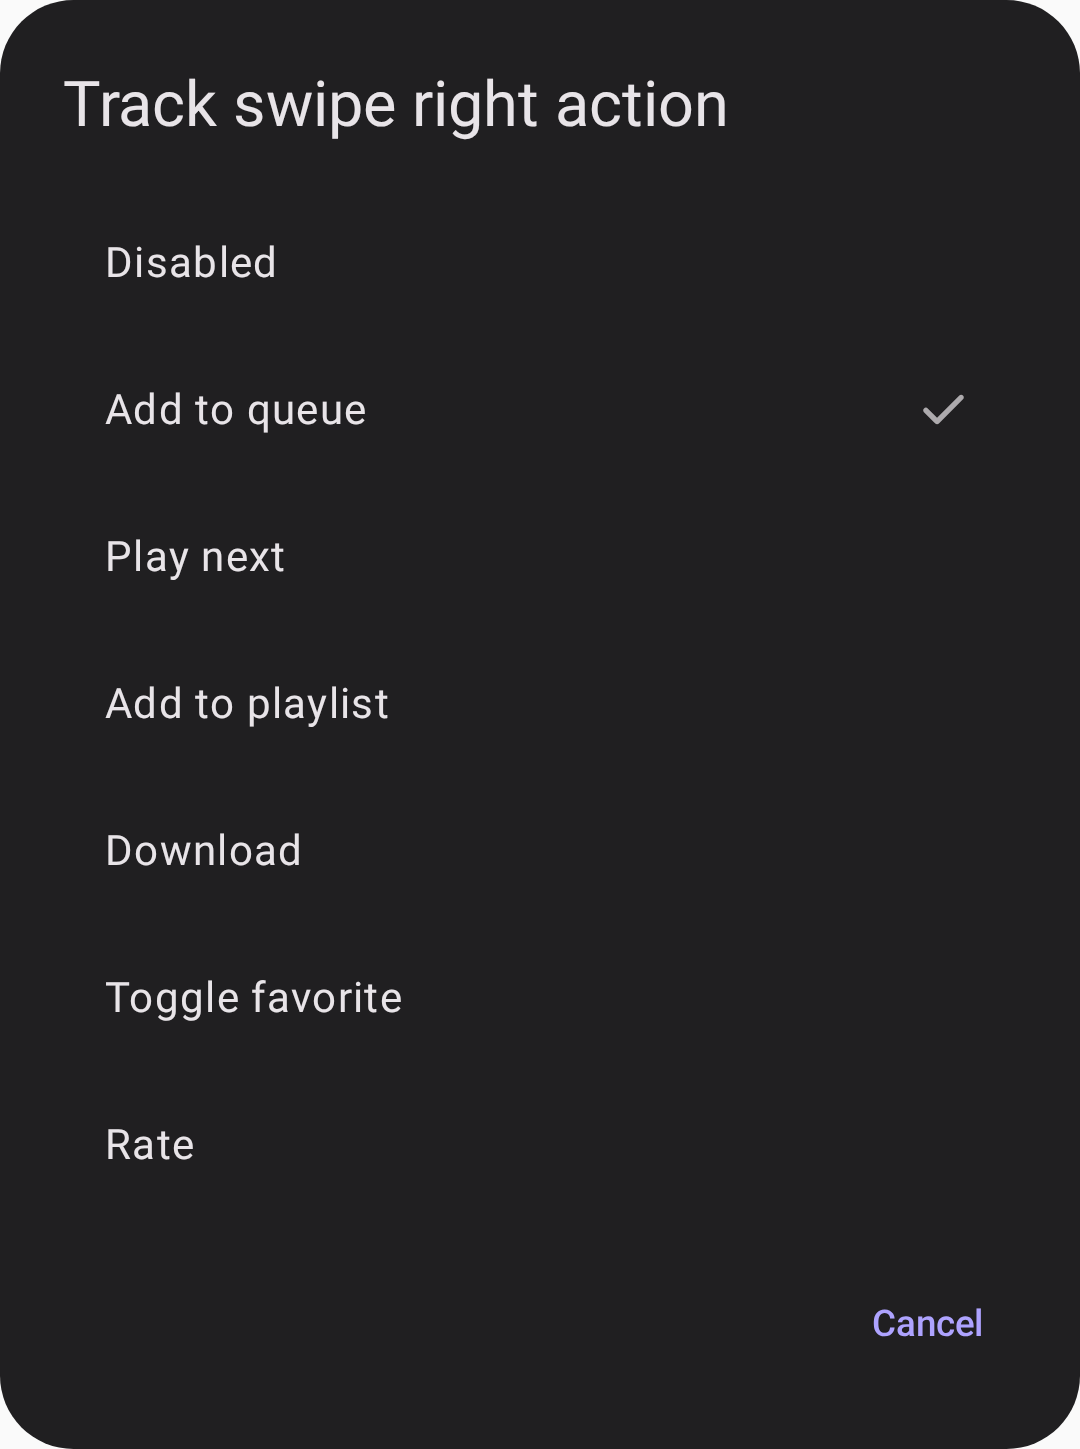 Track swipe right action
Disabled
Add to queue
Play next
Add to playlist
Download
Toggle favorite
Rate
Cancel